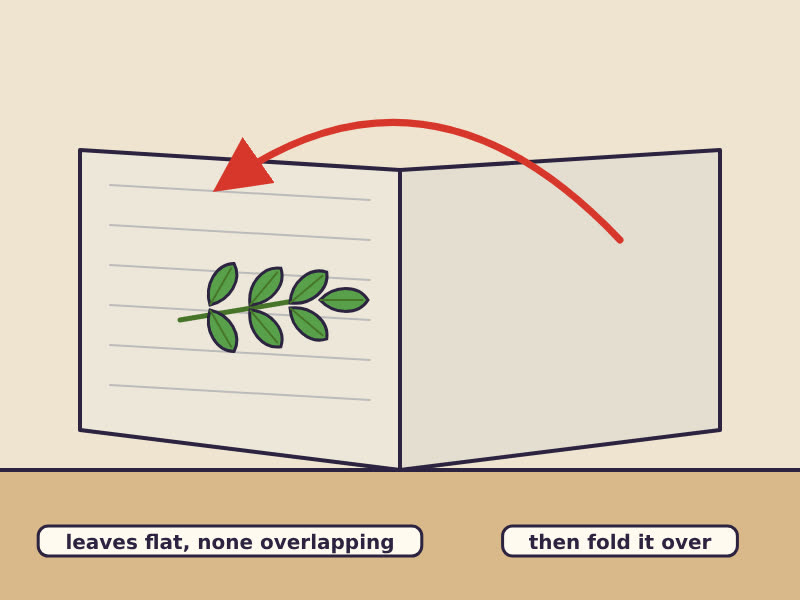 leaves flat, none overlapping
then fold it over